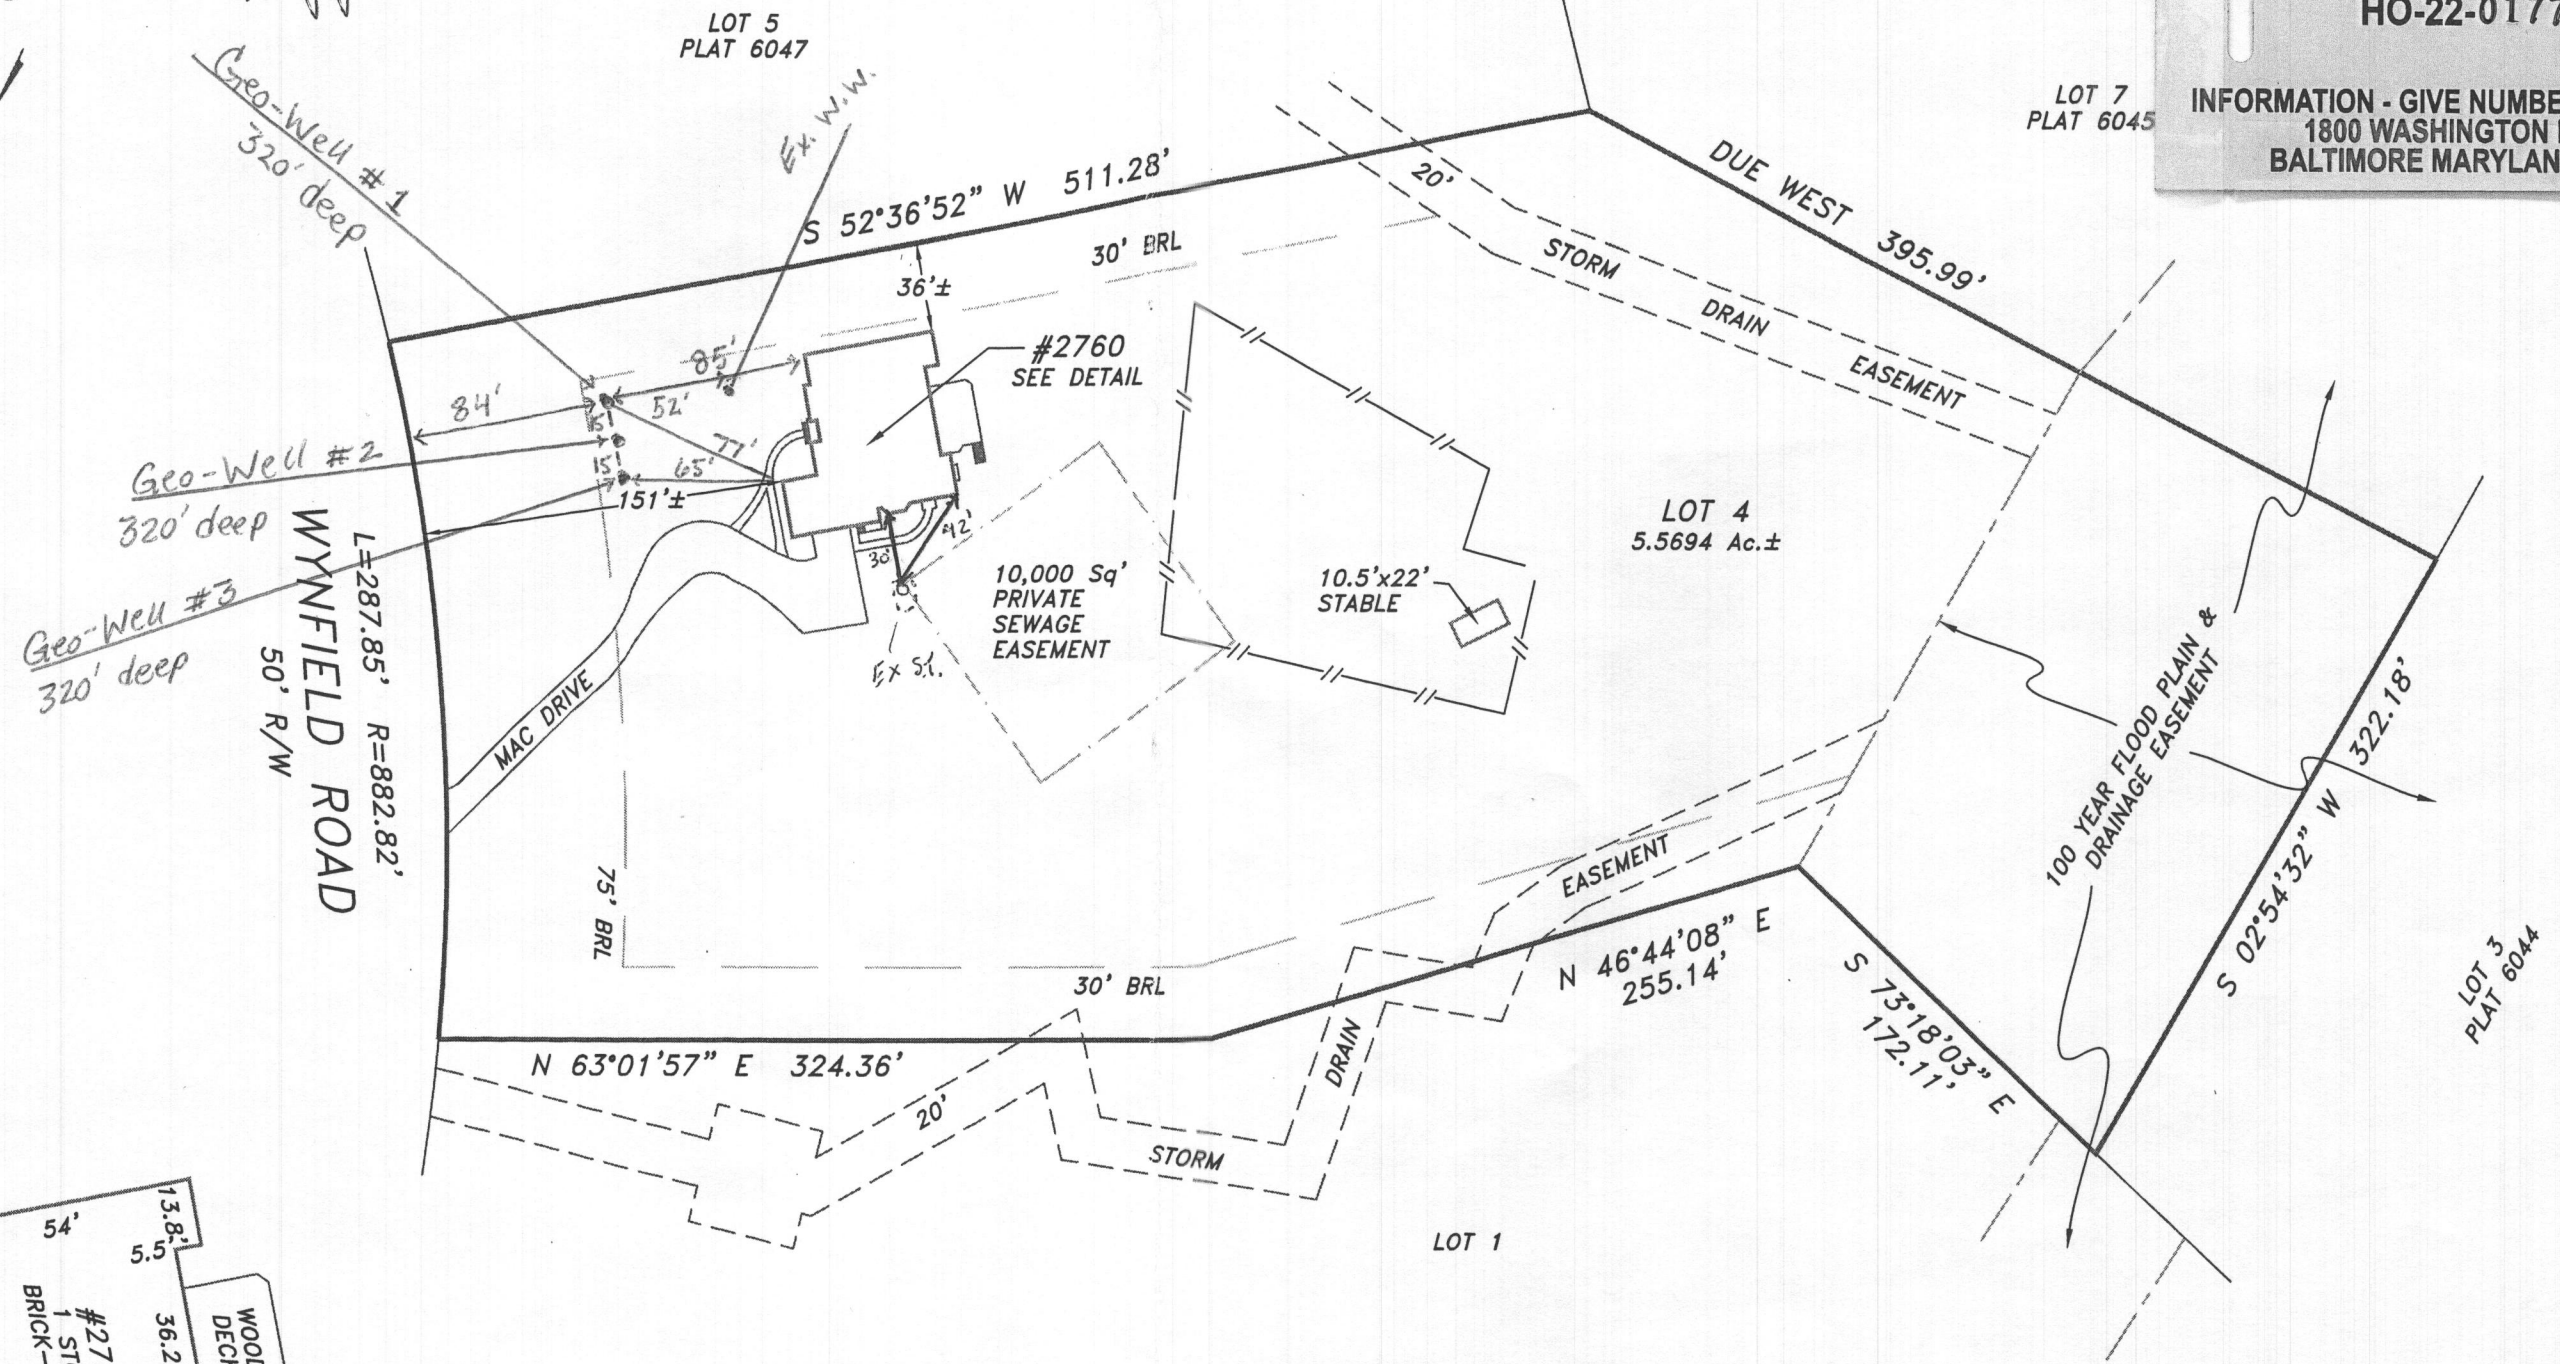 LOT 5
PLAT 6047
HO-22-0177
LOT 7
PLAT 6045
INFORMATION - GIVE NUMBE
1800 WASHINGTON
BALTIMORE MARYLAN
Geo-Well #1
320' deep
Ex. W.W.
S 52°36'52" W 511.28'
30' BRL
36'±
20'
STORM DRAIN EASEMENT
DUE WEST 395.99'
#2760
SEE DETAIL
85'
84'
52'
15'
77'
15'
65'
151'±
Geo-Well #2
320' deep
Geo-Well #3
320' deep
WYNFIELD ROAD
50' R/W
L=287.85' R=882.82'
MAC DRIVE
30'
42'
Ex S.T.
10,000 Sq'
PRIVATE
SEWAGE
EASEMENT
10.5'x22'
STABLE
LOT 4
5.5694 Ac.±
100 YEAR FLOOD PLAIN &
DRAINAGE EASEMENT
S 02°54'32" W 322.18'
LOT 3
PLAT 6044
75' BRL
30' BRL
EASEMENT
N 46°44'08" E
255.14'
S 73°18'03" E
172.11'
N 63°01'57" E 324.36'
20'
STORM
DRAIN
LOT 1
54'
13.8'
5.5'
#27
1 ST
BRICK-
36.2
WOOD
DECK